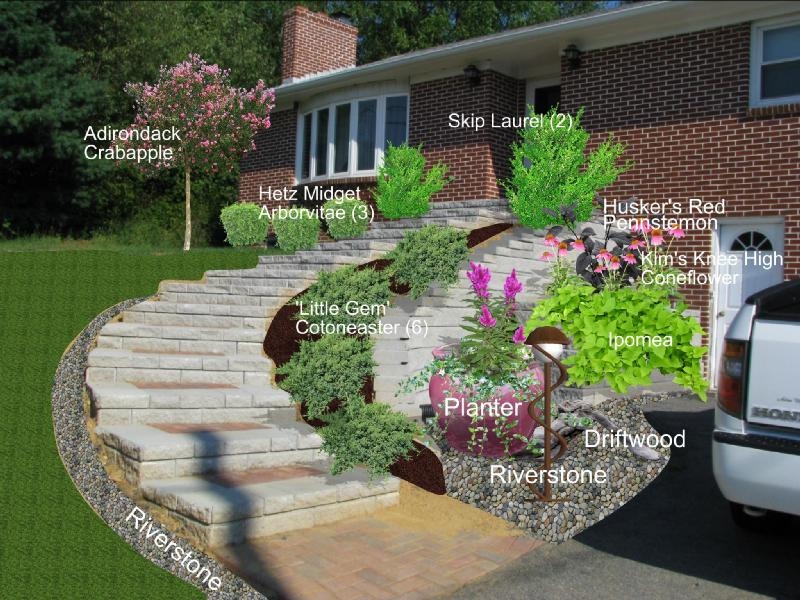 Adirondack
Crabapple
Skip Laurel (2)
Hetz Midget
Arborvitae (3)
Husker's Red
Pennstemon
Kim's Knee High
Coneflower
'Little Gem'
Cotoneaster (6)
Ipomea
Planter
Driftwood
Riverstone
Riverstone
HONDA